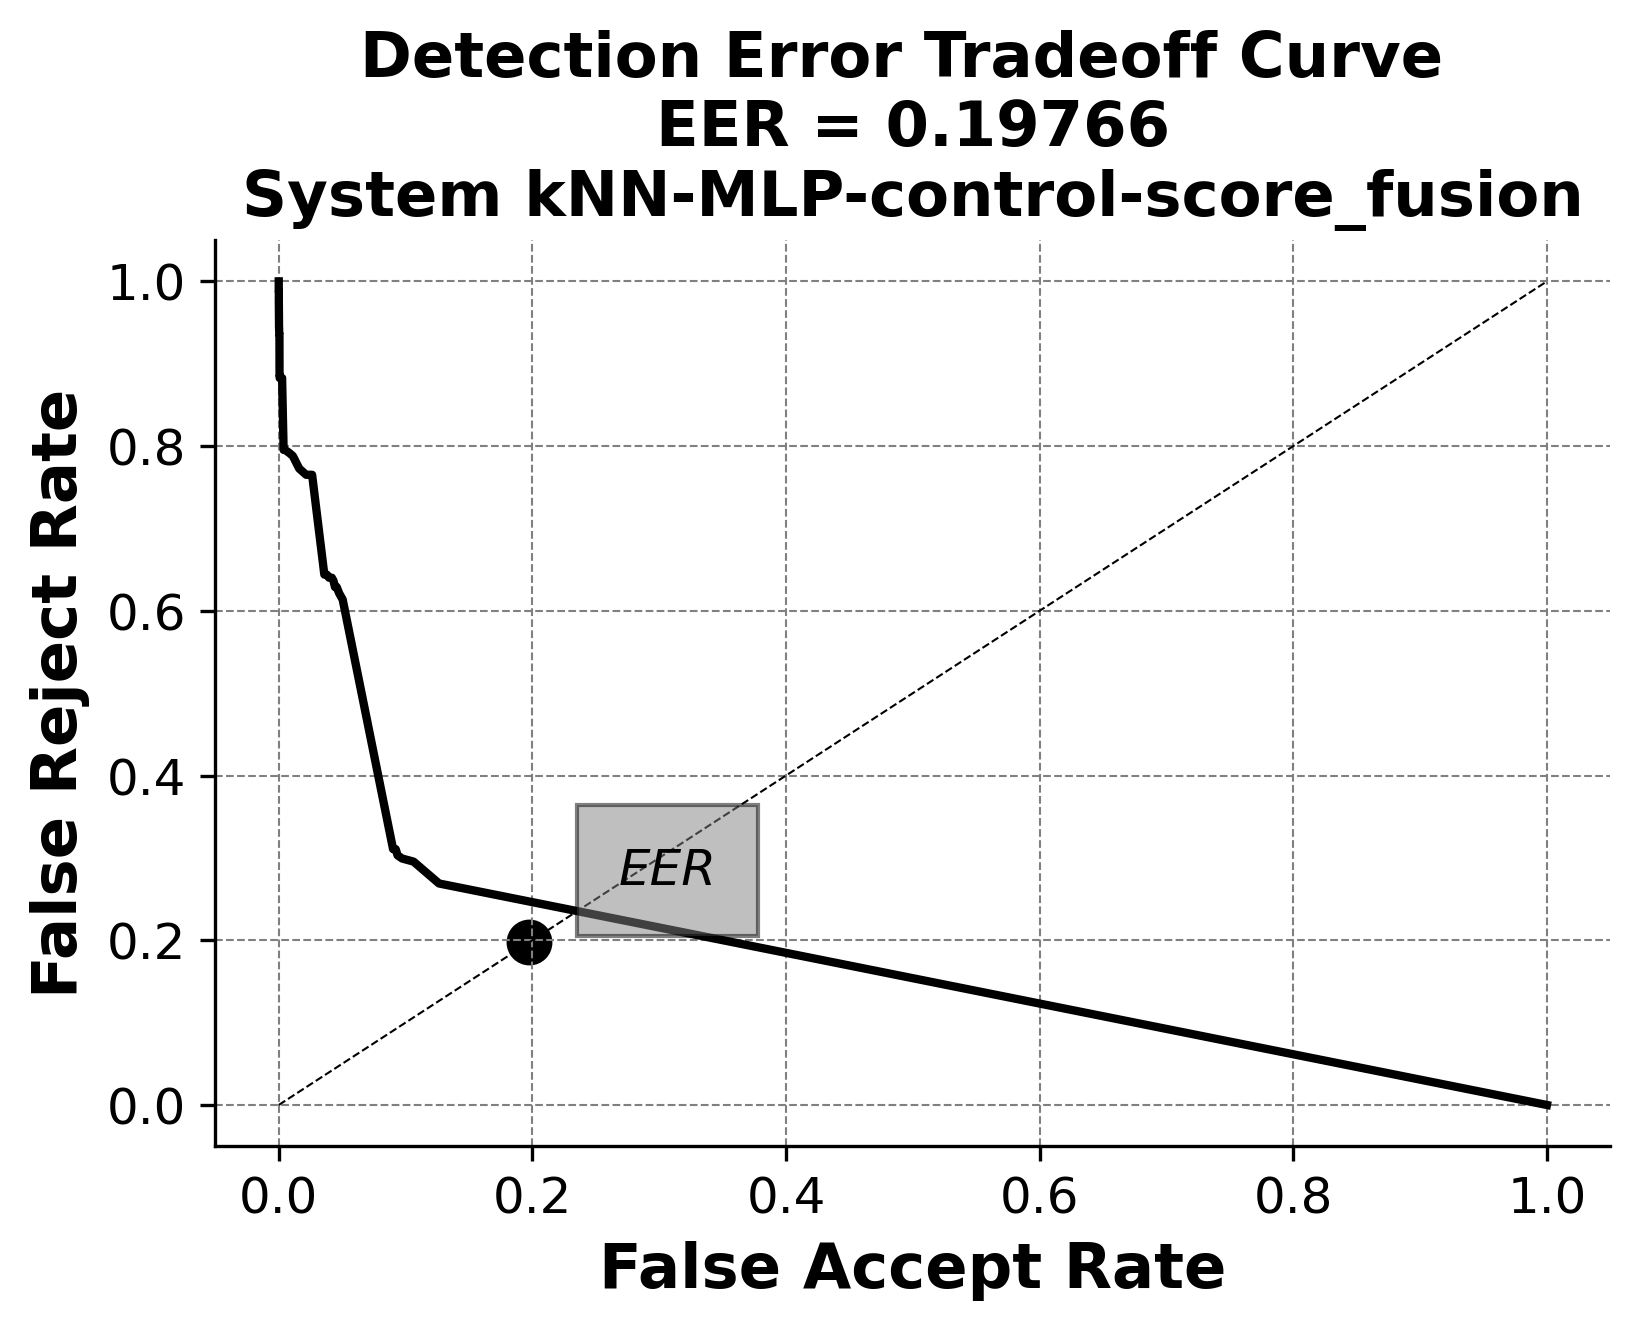 Detection Error Tradeoff Curve
EER = 0.19766
System kNN-MLP-control-score_fusion
False Reject Rate
1.0
0.8
0.6
0.4
0.2
0.0
EER
0.0 0.2 0.4 0.6 0.8 1.0
False Accept Rate